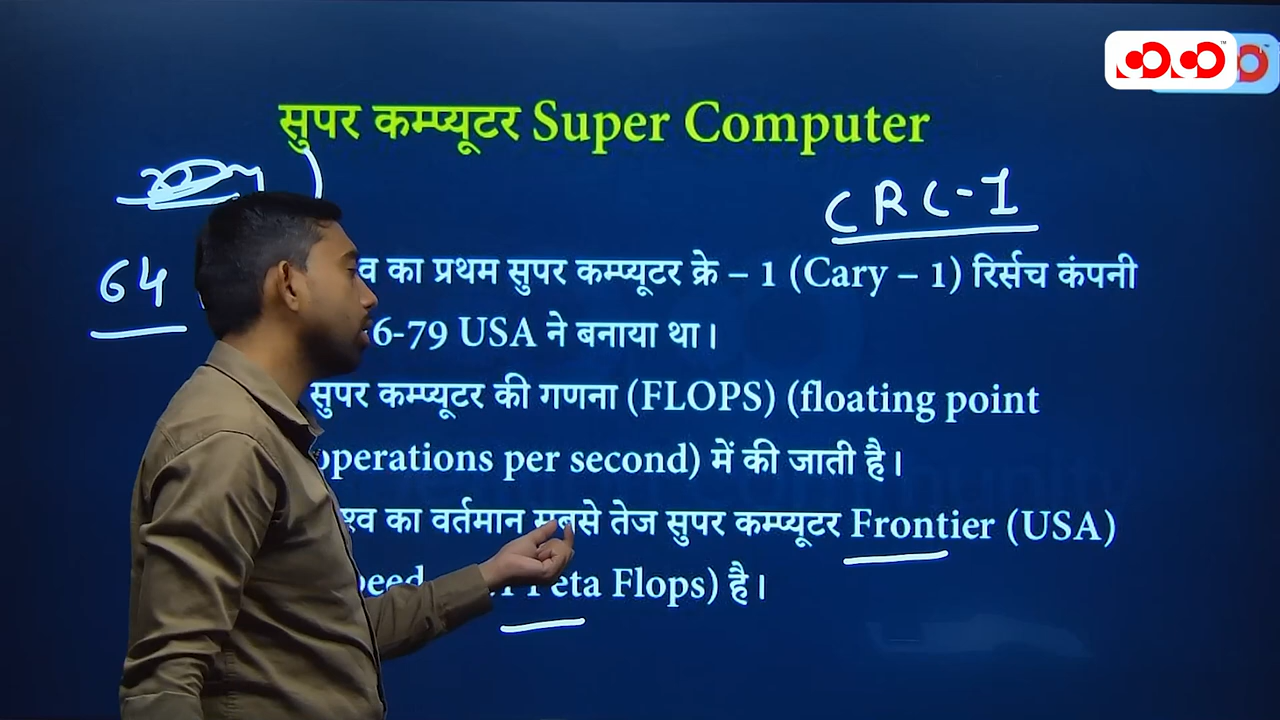 सुपर कम्प्यूटर Super Computer
CRC-1
64
व का प्रथम सुपर कम्प्यूटर क्रे – 1 (Cary – 1) रिर्सच कंपनी
6-79 USA ने बनाया था।
सुपर कम्प्यूटर की गणना (FLOPS) (floating point
operations per second) में की जाती है।
श्व का वर्तमान सबसे तेज सुपर कम्प्यूटर Frontier (USA)
peed Peta Flops) है।